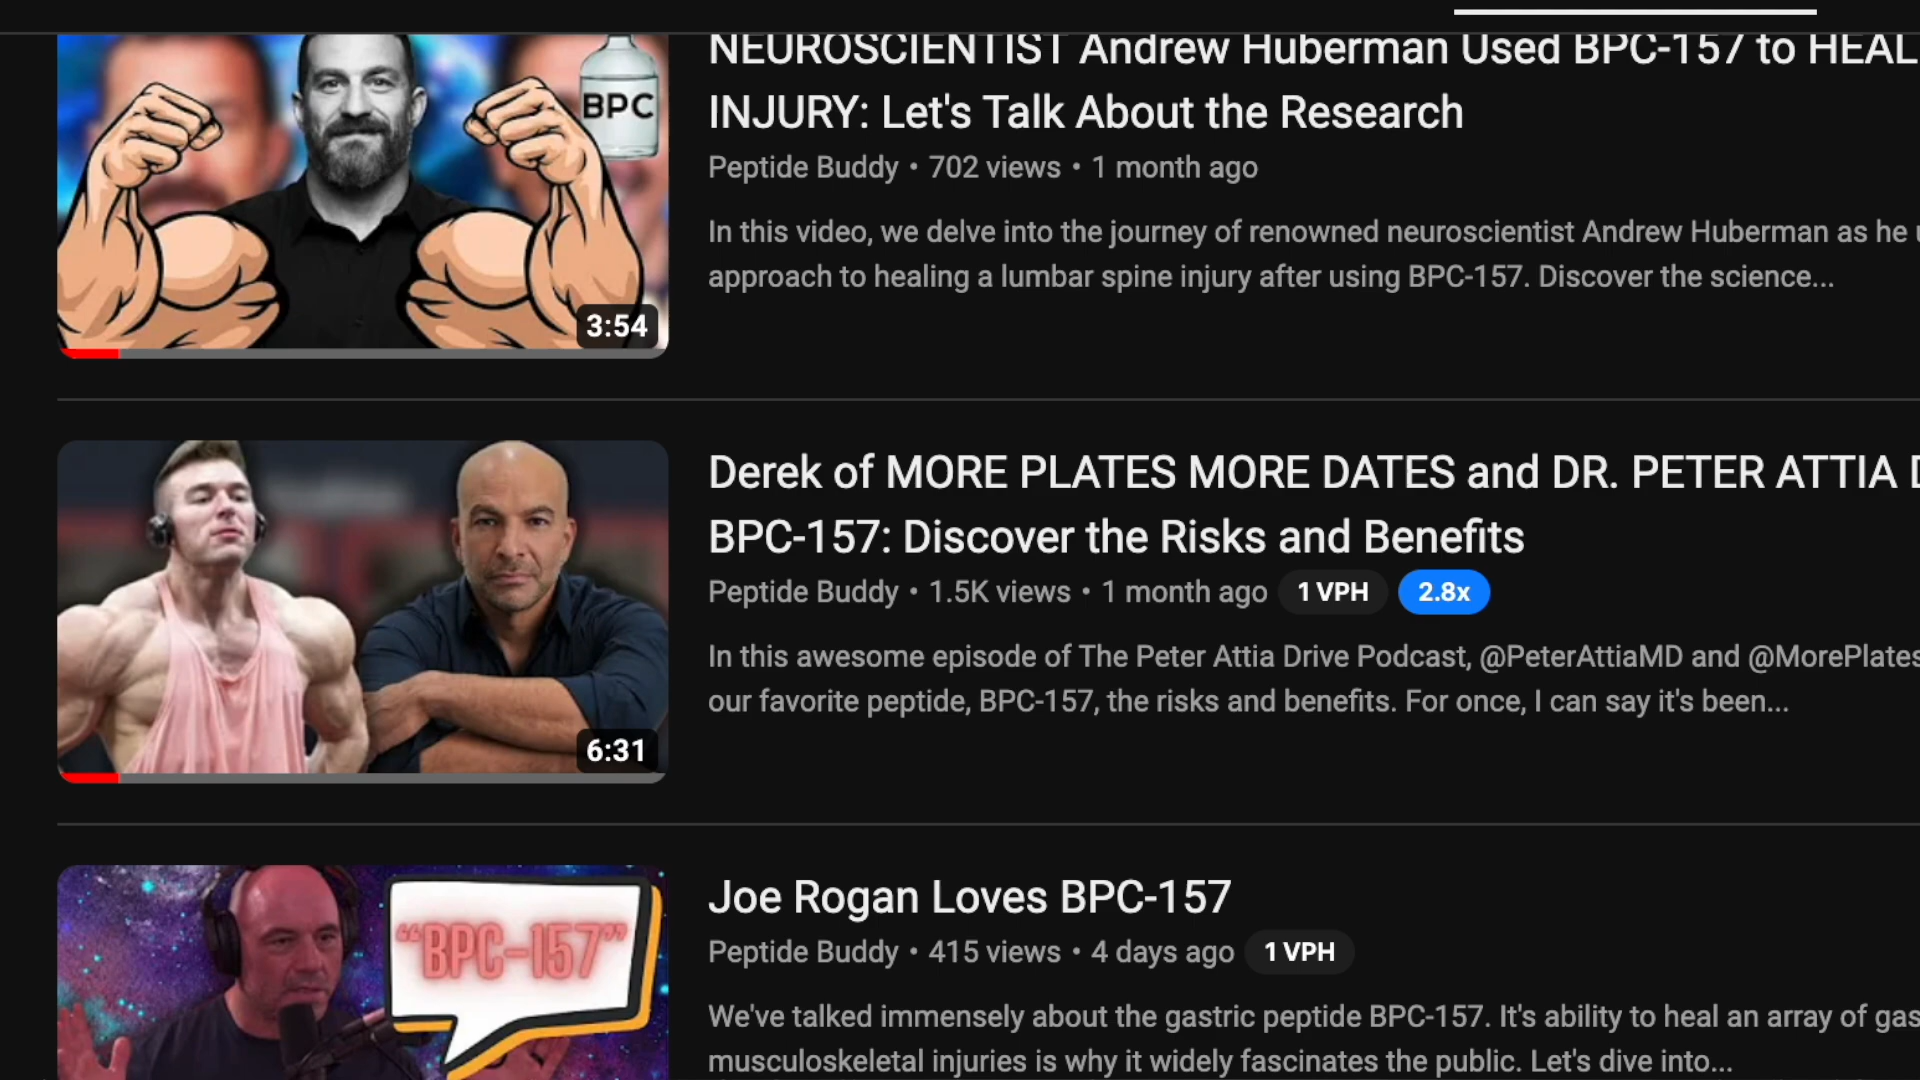 NEUROSCIENTIST Andrew Huberman Used BPC-157 to HEAL
INJURY: Let's Talk About the Research
Peptide Buddy • 702 views • 1 month ago
In this video, we delve into the journey of renowned neuroscientist Andrew Huberman as he
approach to healing a lumbar spine injury after using BPC-157. Discover the science...
BPC
3:54
Derek of MORE PLATES MORE DATES and DR. PETER ATTIA
BPC-157: Discover the Risks and Benefits
Peptide Buddy • 1.5K views • 1 month ago 1 VPH 2.8x
In this awesome episode of The Peter Attia Drive Podcast, @PeterAttiaMD and @MorePlates
our favorite peptide, BPC-157, the risks and benefits. For once, I can say it's been...
6:31
Joe Rogan Loves BPC-157
Peptide Buddy • 415 views • 4 days ago 1 VPH
We've talked immensely about the gastric peptide BPC-157. It's ability to heal an array of gas
musculoskeletal injuries is why it widely fascinates the public. Let's dive into...
"BPC-157"